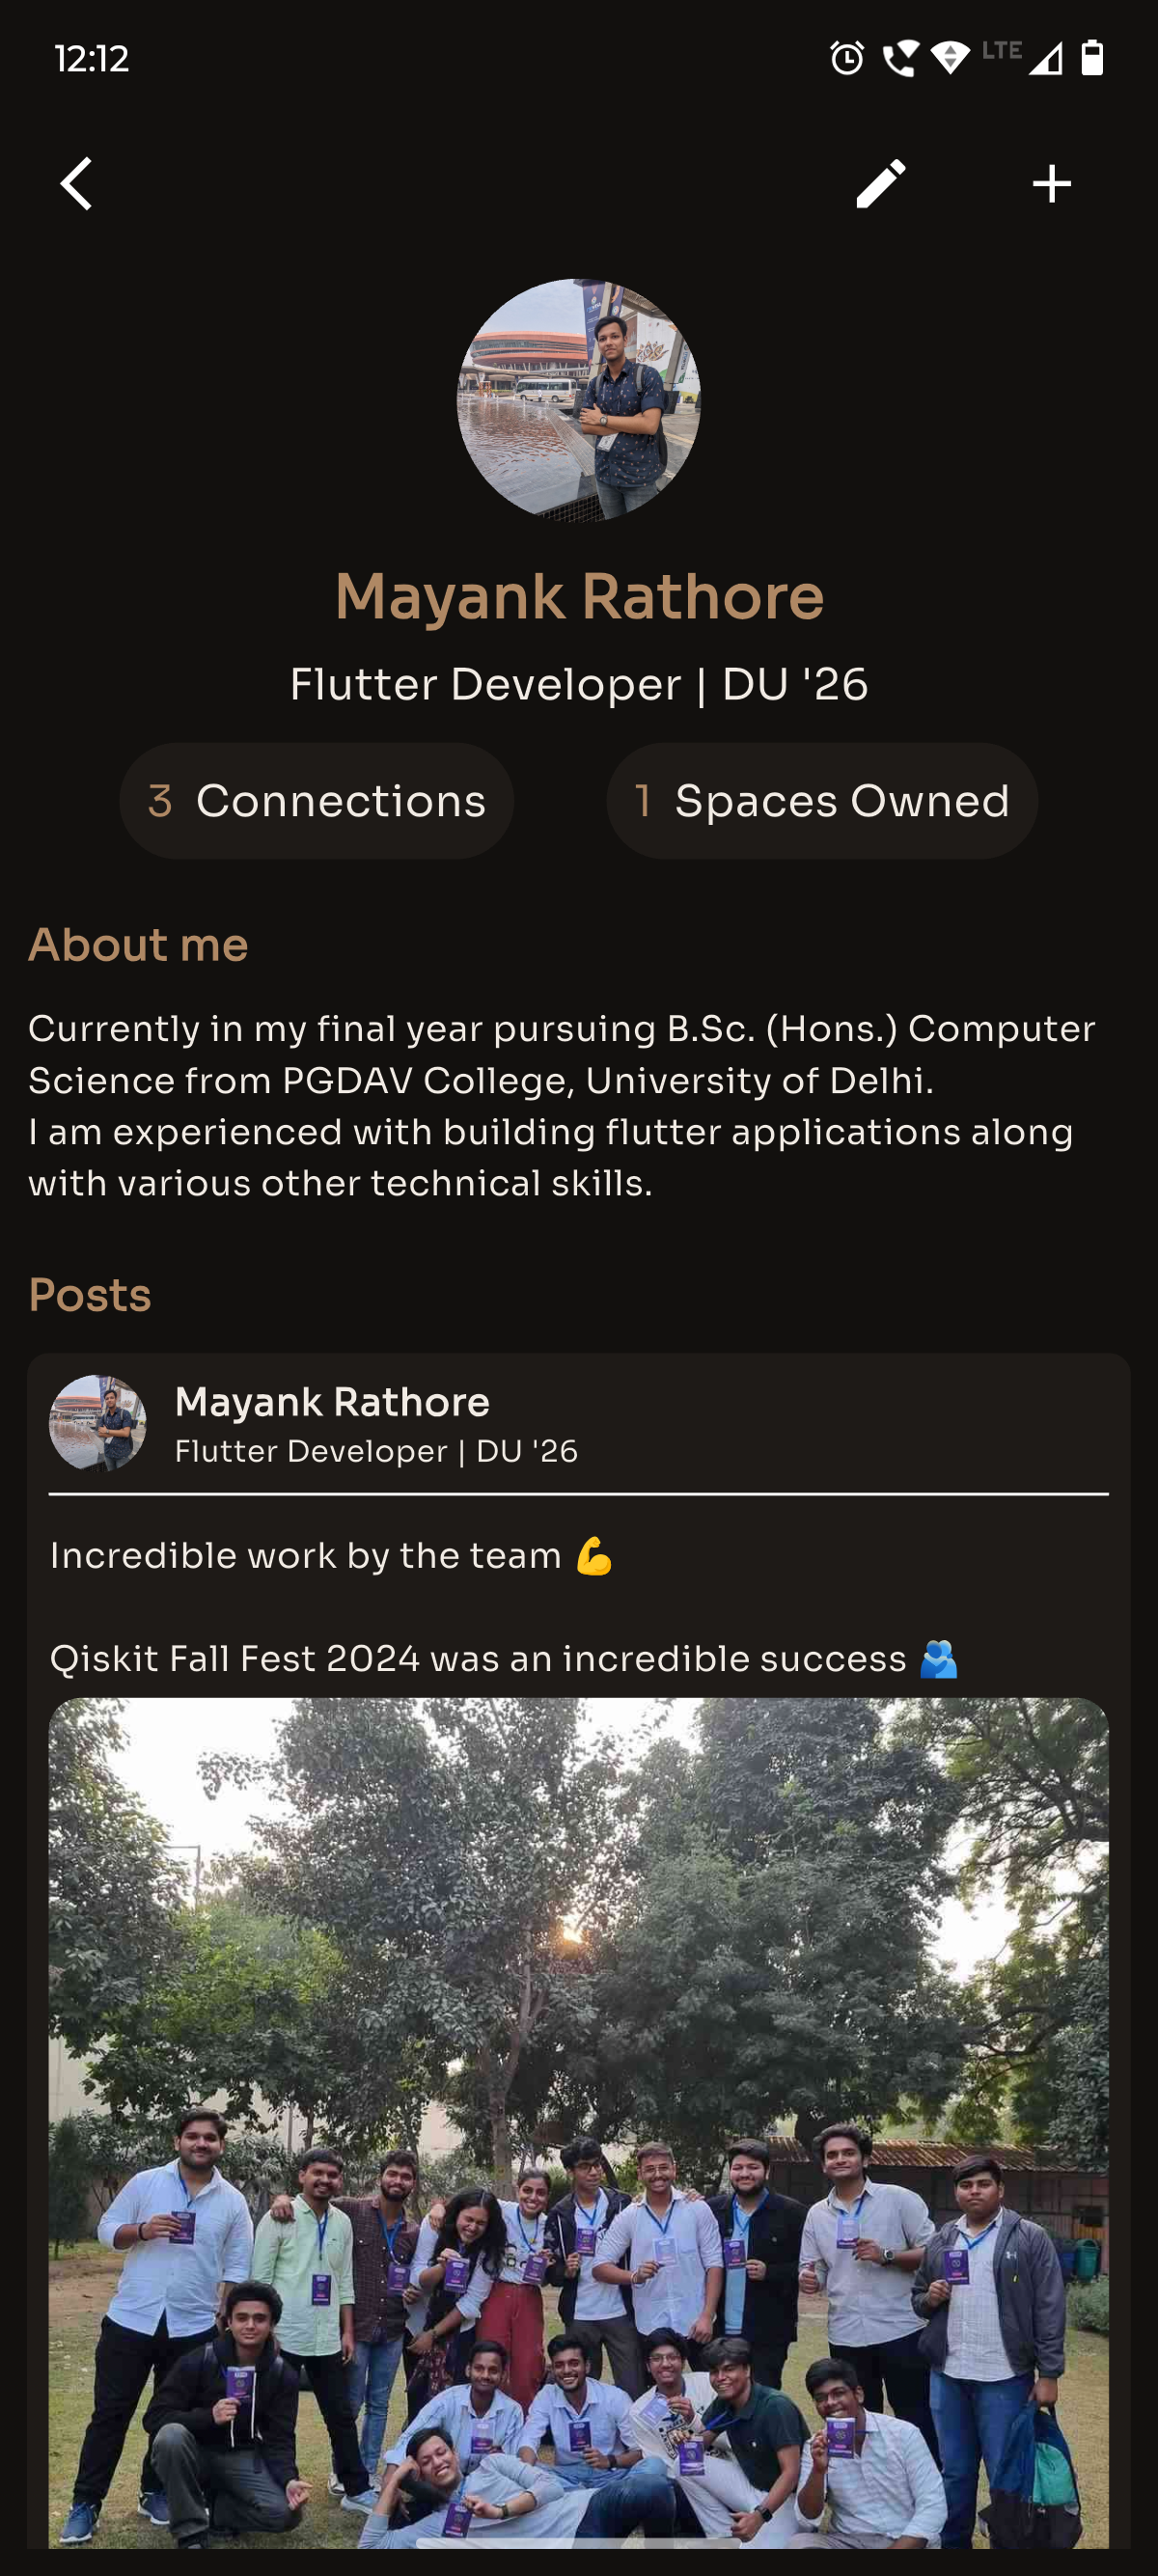 12:12
LTE
Mayank Rathore
Flutter Developer | DU '26
3 Connections
1 Spaces Owned
About me
Currently in my final year pursuing B.Sc. (Hons.) Computer
Science from PGDAV College, University of Delhi.
I am experienced with building flutter applications along
with various other technical skills.
Posts
Mayank Rathore
Flutter Developer | DU '26
Incredible work by the team 💪
Qiskit Fall Fest 2024 was an incredible success 🫂